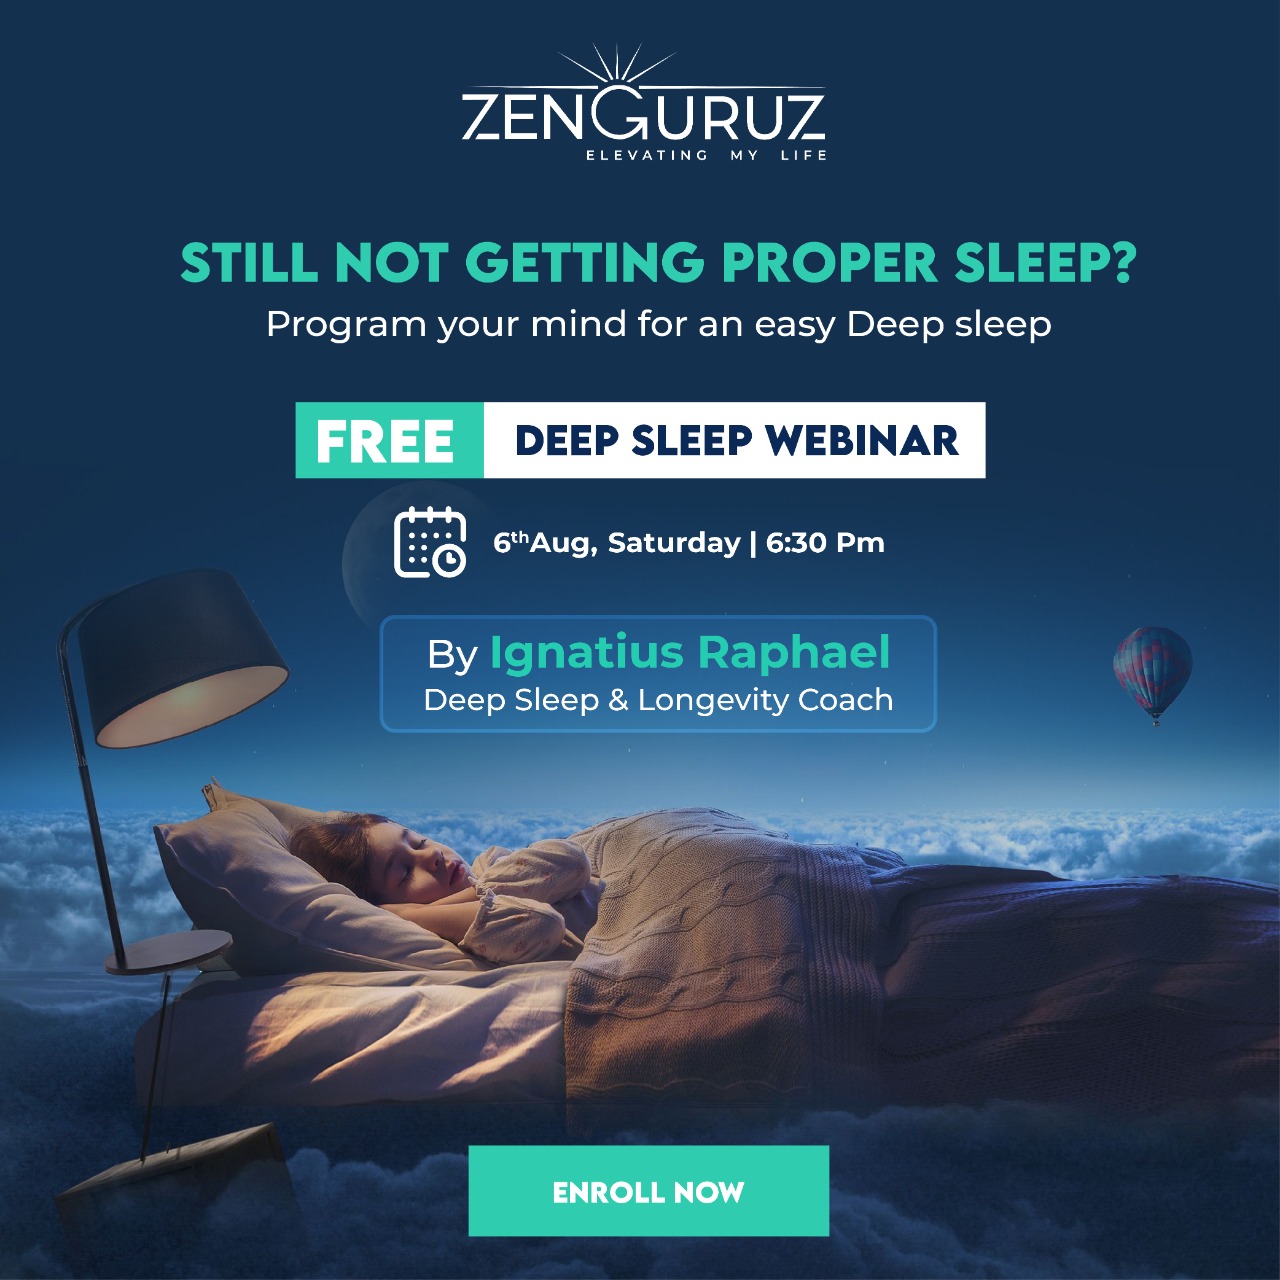 ZENGURUZ
ELEVATING MY LIFE
STILL NOT GETTING PROPER SLEEP?
Program your mind for an easy Deep sleep
FREE DEEP SLEEP WEBINAR
6thAug, Saturday | 6:30 Pm
By Ignatius Raphael
Deep Sleep & Longevity Coach
ENROLL NOW